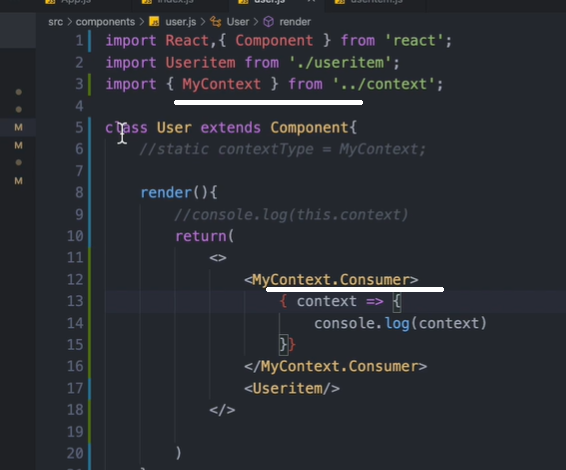 App.js index.js user.js useritem.js
src > components > user.js > User > render
1 import React,{ Component } from 'react';
2 import Useritem from './useritem';
3 import { MyContext } from '../context';
4
5 class User extends Component{
6 //static contextType = MyContext;
7
8 render(){
9 //console.log(this.context)
10 return(
11 <>
12 <MyContext.Consumer>
13 { context => {
M 14 console.log(context)
M 15 }}
16 </MyContext.Consumer>
M 17 <Useritem/>
18 </>
19
20 )